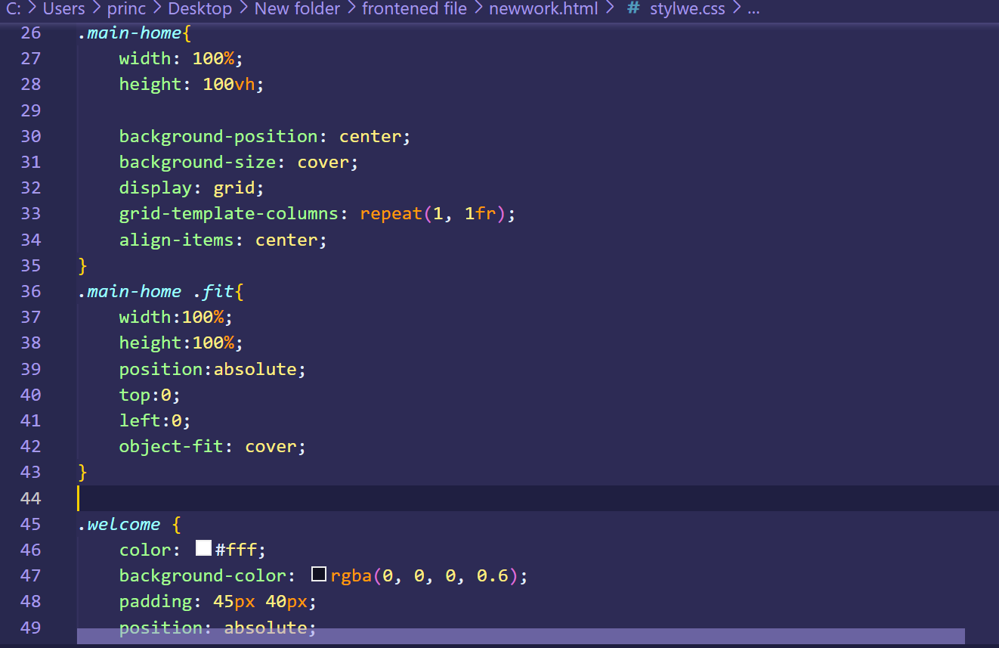 C: > Users > princ > Desktop > New folder > frontened file > newwork.html > # stylwe.css > ...
26 .main-home{
27     width: 100%;
28     height: 100vh;
29
30     background-position: center;
31     background-size: cover;
32     display: grid;
33     grid-template-columns: repeat(1, 1fr);
34     align-items: center;
35 }
36 .main-home .fit{
37     width:100%;
38     height:100%;
39     position:absolute;
40     top:0;
41     left:0;
42     object-fit: cover;
43 }
44
45 .welcome {
46     color: #fff;
47     background-color: rgba(0, 0, 0, 0.6);
48     padding: 45px 40px;
49     position: absolute;